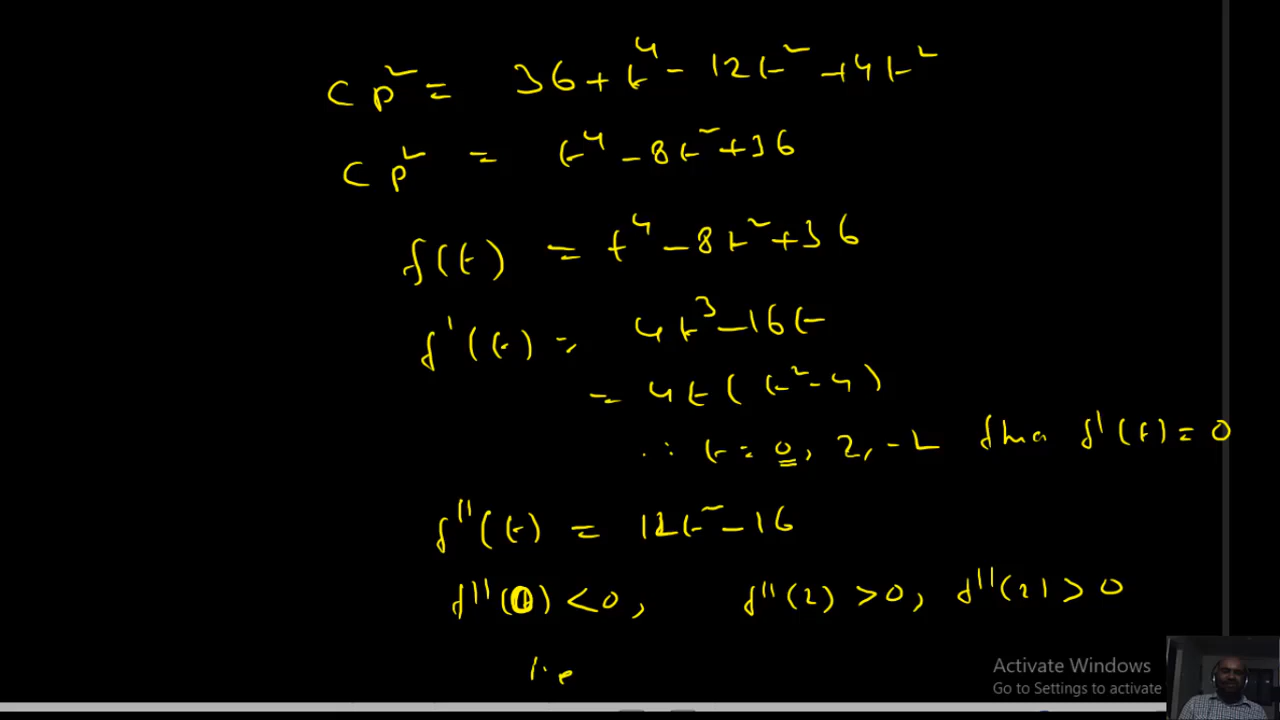 CP² = 36 + t⁴ - 12t² + 4t²
CP² = t⁴ - 8t² + 36
f(t) = t⁴ - 8t² + 36
f'(t) = 4t³ - 16t
= 4t(t² - 4)
∴ t = 0, 2, -2 f'(t) = 0
f''(t) = 12t² - 16
f''(0) < 0, f''(2) > 0, f''(2) > 0
i.e
Activate Windows
Go to Settings to activate